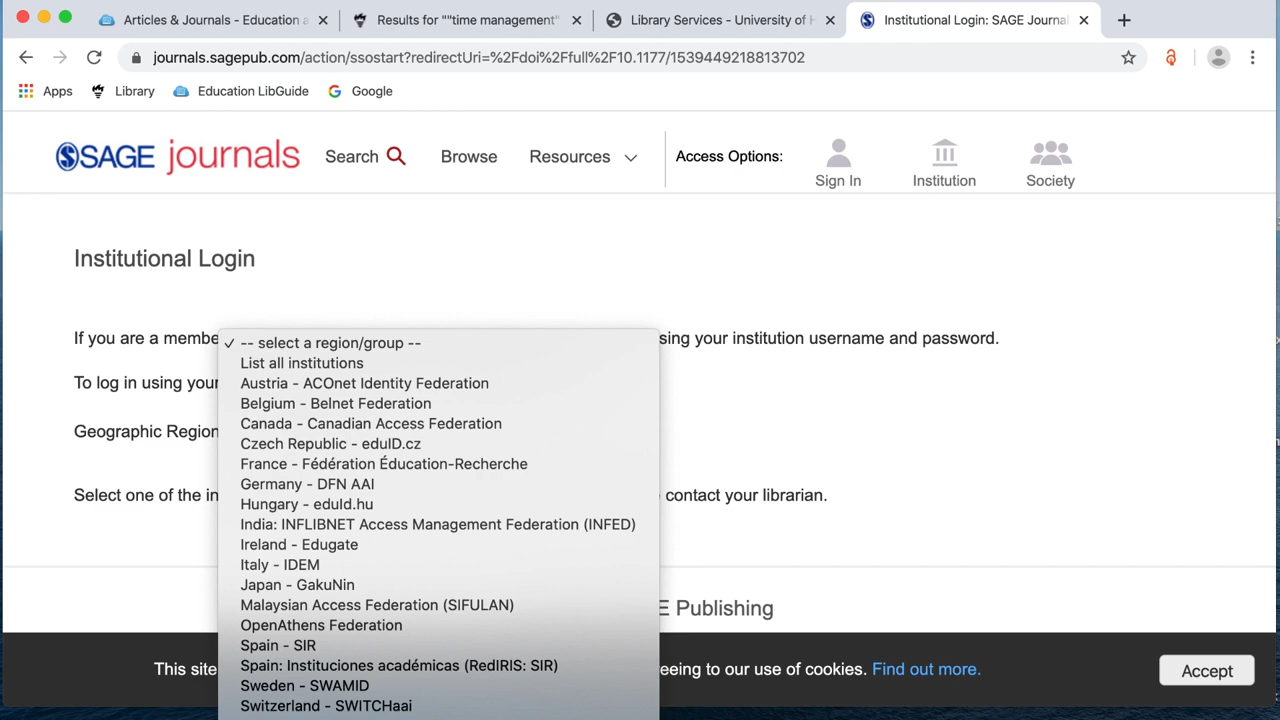 Articles & Journals - Education a
Results for ""time management"
Library Services - University of H
Institutional Login: SAGE Journal
journals.sagepub.com/action/ssostart?redirectUri=%2Fdoi%2Ffull%2F10.1177/1539449218813702
Apps Library Education LibGuide Google
SSAGE journals Search Browse Resources Access Options: Sign In Institution Society
Institutional Login
If you are a membe sing your institution username and password.
To log in using your
Geographic Region
Select one of the in contact your librarian.
✓ -- select a region/group --
List all institutions
Austria - ACOnet Identity Federation
Belgium - Belnet Federation
Canada - Canadian Access Federation
Czech Republic - eduID.cz
France - Fédération Éducation-Recherche
Germany - DFN AAI
Hungary - eduId.hu
India: INFLIBNET Access Management Federation (INFED)
Ireland - Edugate
Italy - IDEM
Japan - GakuNin
Malaysian Access Federation (SIFULAN)
OpenAthens Federation
Spain - SIR
Spain: Instituciones académicas (RedIRIS: SIR)
Sweden - SWAMID
Switzerland - SWITCHaai
E Publishing
This site eeing to our use of cookies. Find out more.
Accept